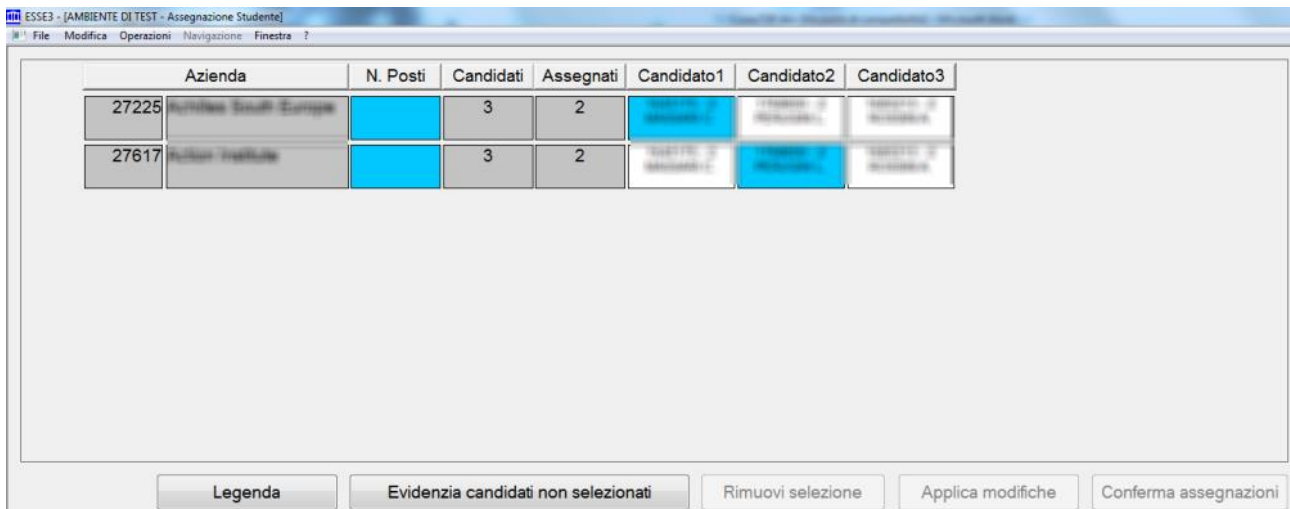 ESSE3 - [AMBIENTE DI TEST - Assegnazione Studente]
File Modifica Operazioni Navigazione Finestra ?
Azienda N. Posti Candidati Assegnati Candidato1 Candidato2 Candidato3
27225 3 2
27617 3 2
Legenda Evidenzia candidati non selezionati Rimuovi selezione Applica modifiche Conferma assegnazioni